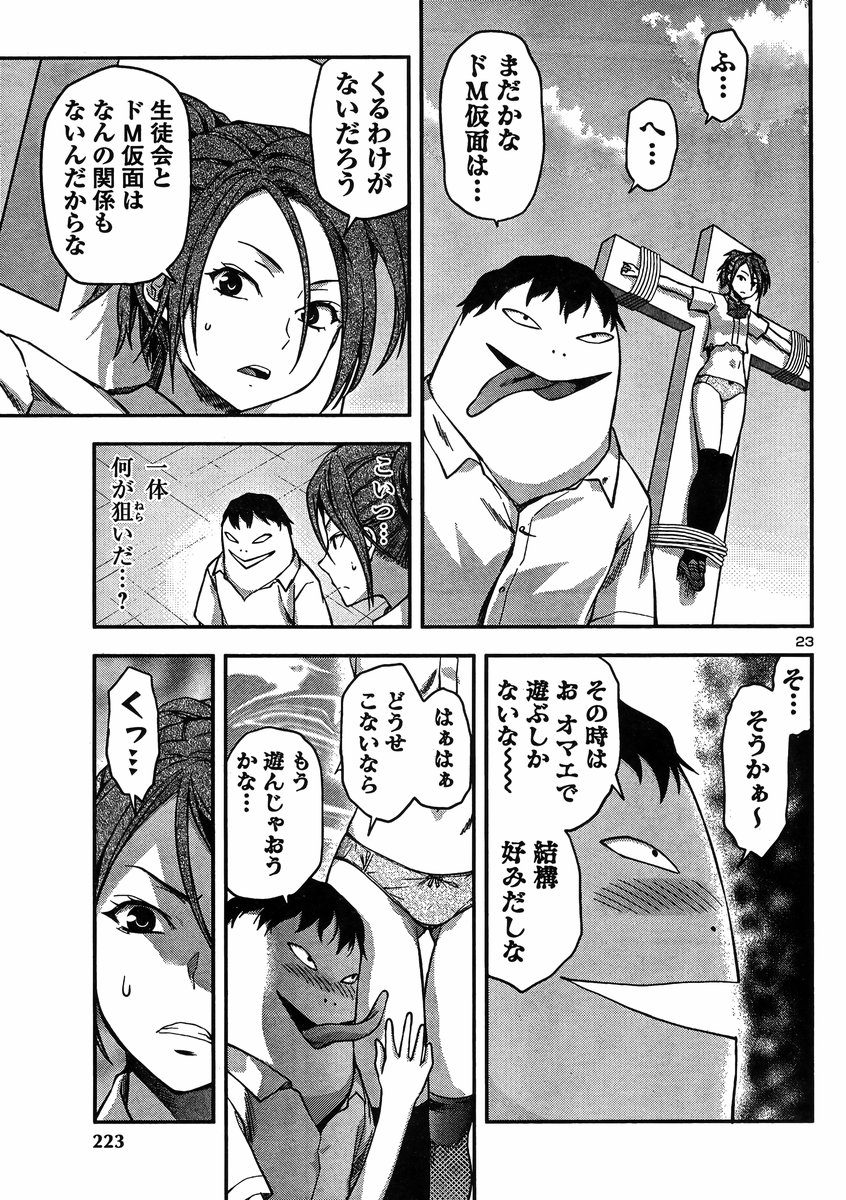 ふ…
へ…
まだかな
ドM仮面は…
くるわけが
ないだろう
生徒会と
ドM仮面は
なんの関係も
ないんだからな
こいつ…
一体
何が狙いだ…?
ねら
23
そ…
そうかぁ〜
その時は
お オマエで
遊ぶしか
ないな〜〜
結構
好みだしな
はぁはぁ
どうせ
こないなら
もう
遊んじゃおう
かな…
くっ…
223